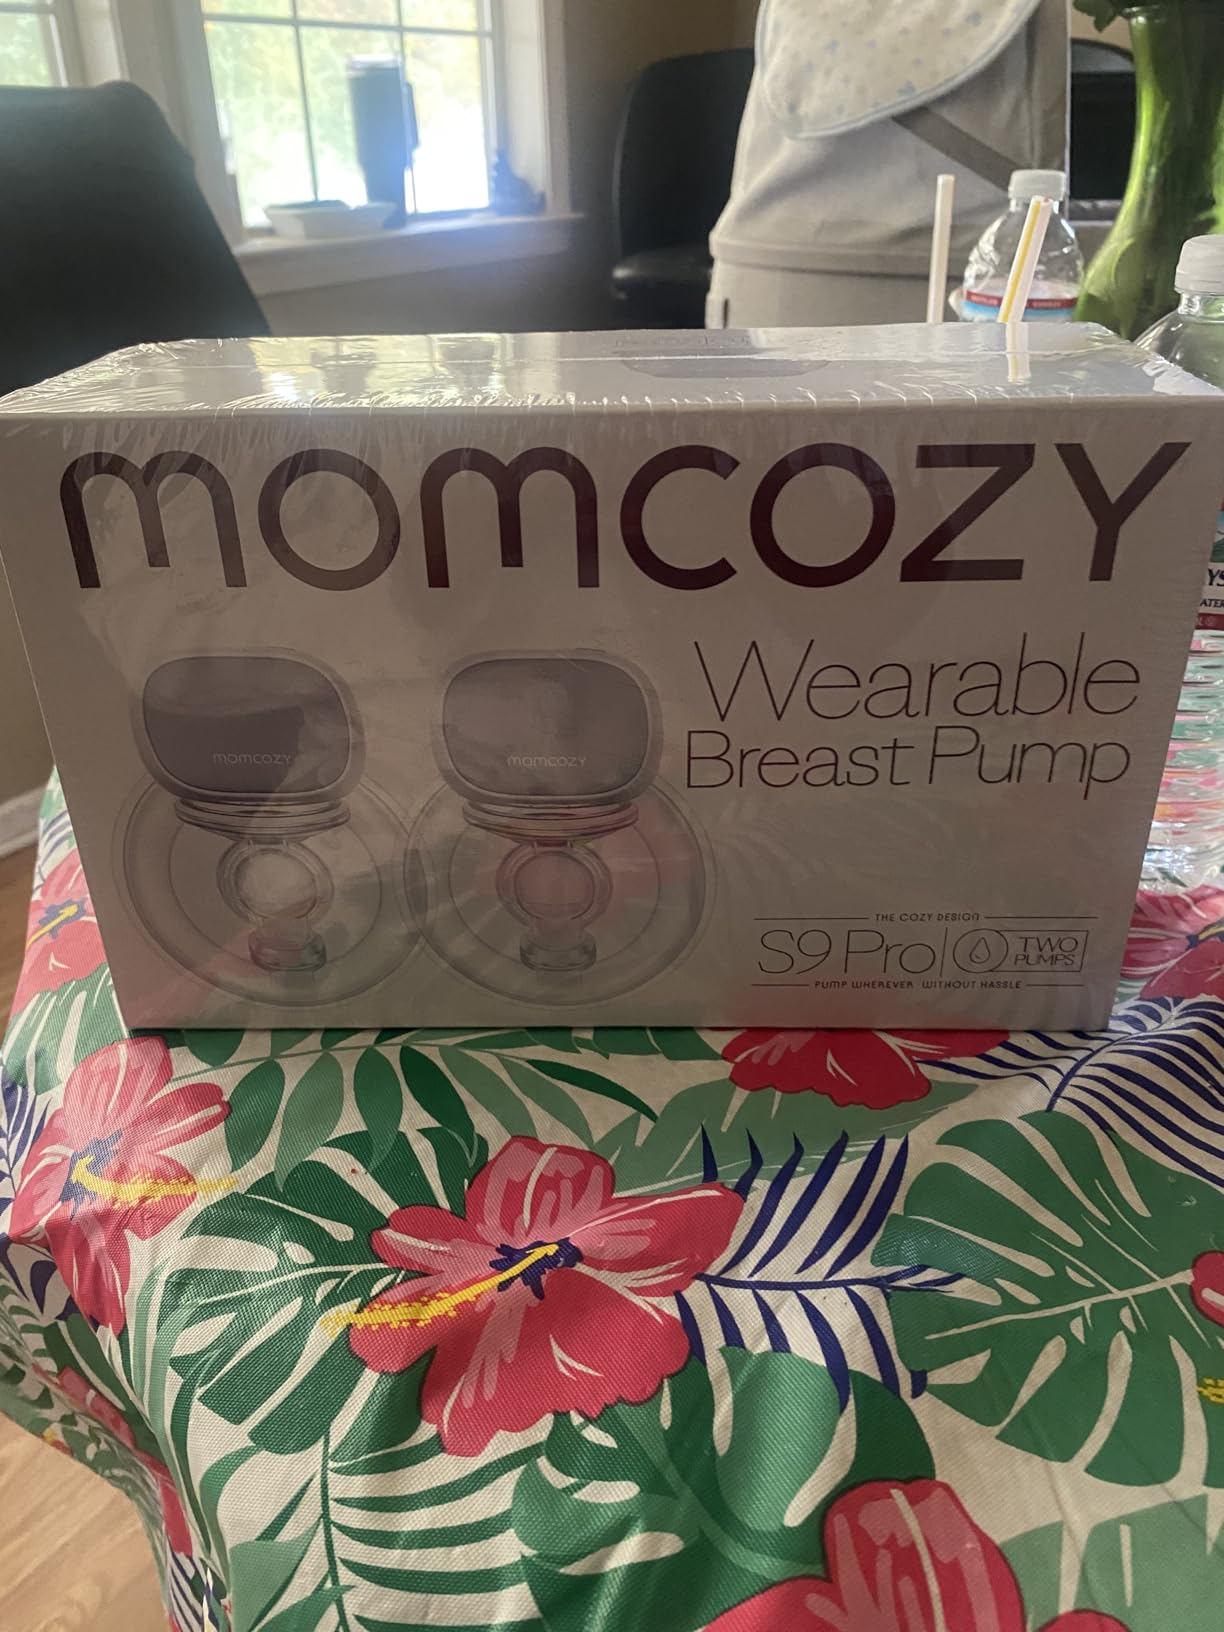 momcozy
Wearable
Breast Pump
momcozy
momcozy
THE COZY DESIGN
S9 Pro
TWO
PUMPS
PUMP WHEREVER WITHOUT HASSLE